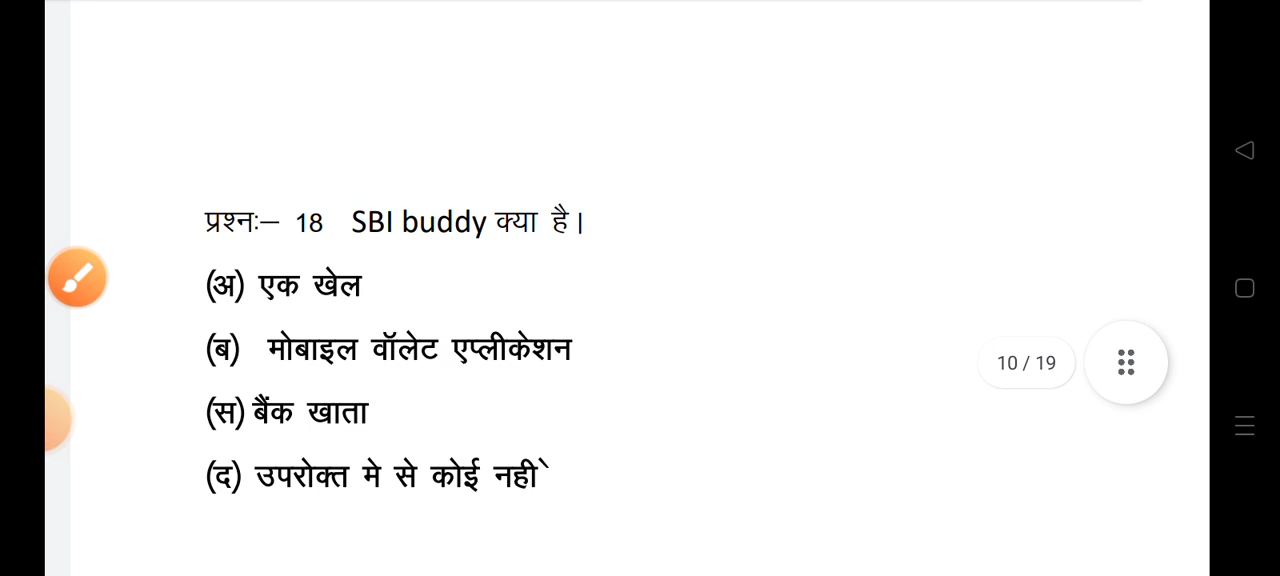 प्रश्नः– 18 SBI buddy क्या है।
(अ) एक खेल
(ब) मोबाइल वॉलेट एप्लीकेशन
10 / 19
(स) बैंक खाता
(द) उपरोक्त मे से कोई नही`